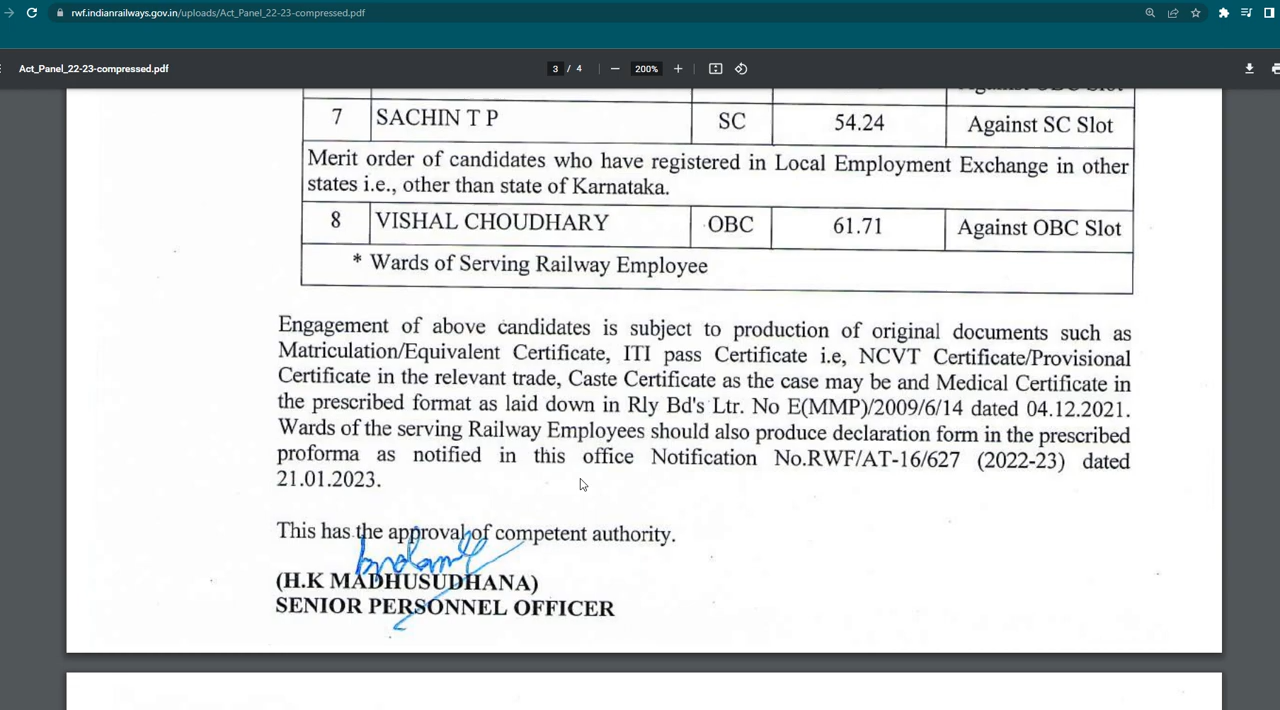 rwf.indianrailways.gov.in/uploads/Act_Panel_22-23-compressed.pdf
Act_Panel_22-23-compressed.pdf
3 / 4
200%
7 SACHIN T P SC 54.24 Against SC Slot
Merit order of candidates who have registered in Local Employment Exchange in other
states i.e., other than state of Karnataka.
8 VISHAL CHOUDHARY OBC 61.71 Against OBC Slot
* Wards of Serving Railway Employee
Engagement of above candidates is subject to production of original documents such as
Matriculation/Equivalent Certificate, ITI pass Certificate i.e, NCVT Certificate/Provisional
Certificate in the relevant trade, Caste Certificate as the case may be and Medical Certificate in
the prescribed format as laid down in Rly Bd's Ltr. No E(MMP)/2009/6/14 dated 04.12.2021.
Wards of the serving Railway Employees should also produce declaration form in the prescribed
proforma as notified in this office Notification No.RWF/AT-16/627 (2022-23) dated
21.01.2023.
This has the approval of competent authority.
(H.K MADHUSUDHANA)
SENIOR PERSONNEL OFFICER